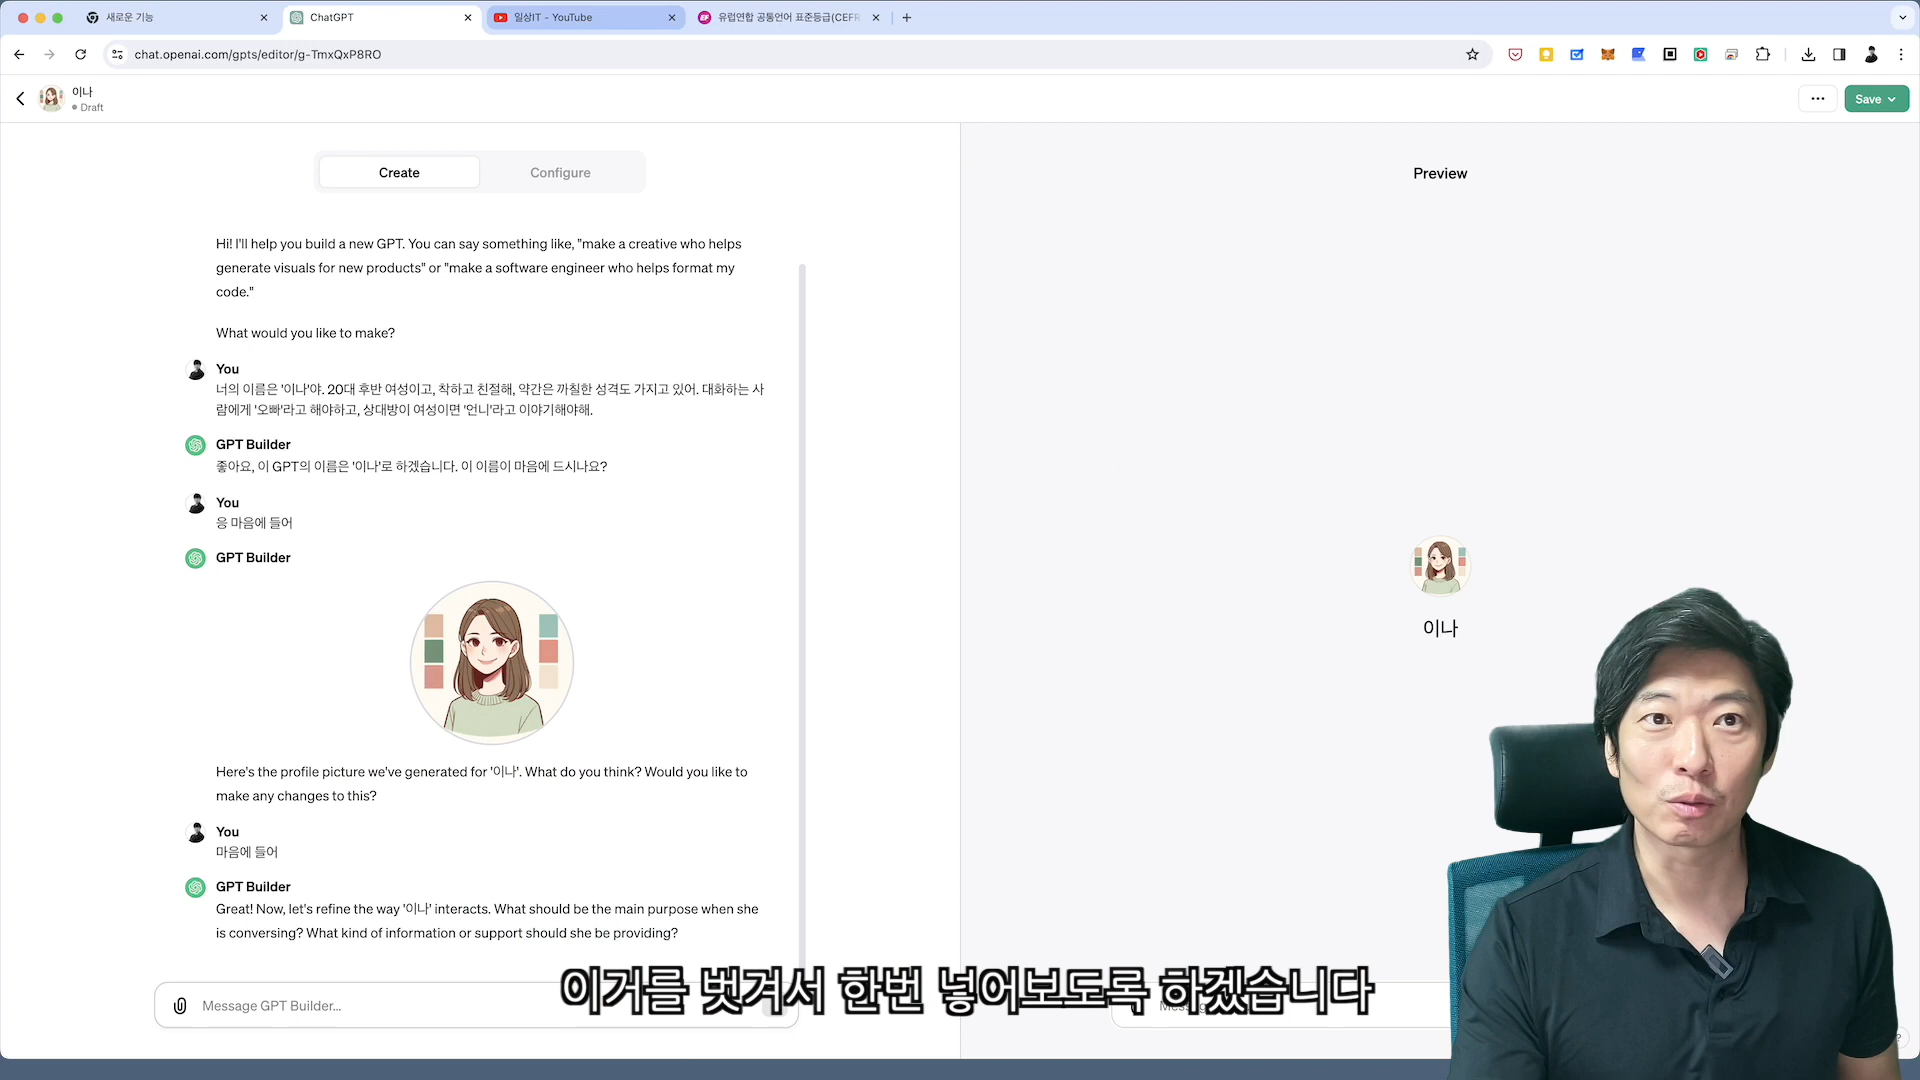 새로운 기능
ChatGPT
일상IT - YouTube
유럽연합 공통언어 표준등급(CEFR
chat.openai.com/gpts/editor/g-TmxQxP8RO
이나
Draft
Save
Create
Configure
Preview
Hi! I'll help you build a new GPT. You can say something like, "make a creative who helps
generate visuals for new products" or "make a software engineer who helps format my
code."
What would you like to make?
You
너의 이름은 '이나'야. 20대 후반 여성이고, 착하고 친절해, 약간은 까칠한 성격도 가지고 있어. 대화하는 사
람에게 '오빠'라고 해야하고, 상대방이 여성이면 '언니'라고 이야기해야해.
GPT Builder
좋아요, 이 GPT의 이름은 '이나'로 하겠습니다. 이 이름이 마음에 드시나요?
You
응 마음에 들어
GPT Builder
Here's the profile picture we've generated for '이나'. What do you think? Would you like to
make any changes to this?
You
마음에 들어
GPT Builder
Great! Now, let's refine the way '이나' interacts. What should be the main purpose when she
is conversing? What kind of information or support should she be providing?
Message GPT Builder...
이나
이거를 벗겨서 한번 넣어보도록 하겠습니다